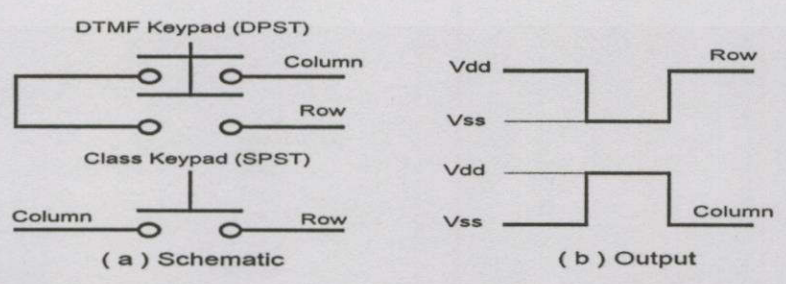 DTMF Keypad (DPST)
Column
Row
Class Keypad (SPST)
Column
Row
( a ) Schematic
Vdd
Row
Vss
Vdd
Vss
Column
( b ) Output